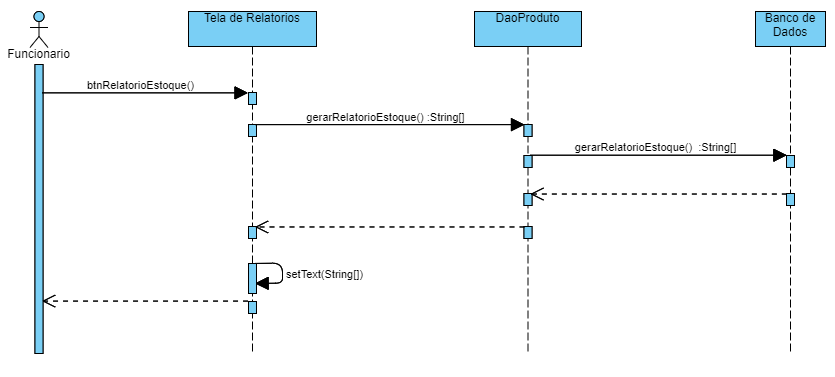 Tela de Relatorios
DaoProduto
Banco de
Dados
Funcionario
btnRelatorioEstoque()
gerarRelatorioEstoque() :String[]
gerarRelatorioEstoque() :String[]
setText(String[])